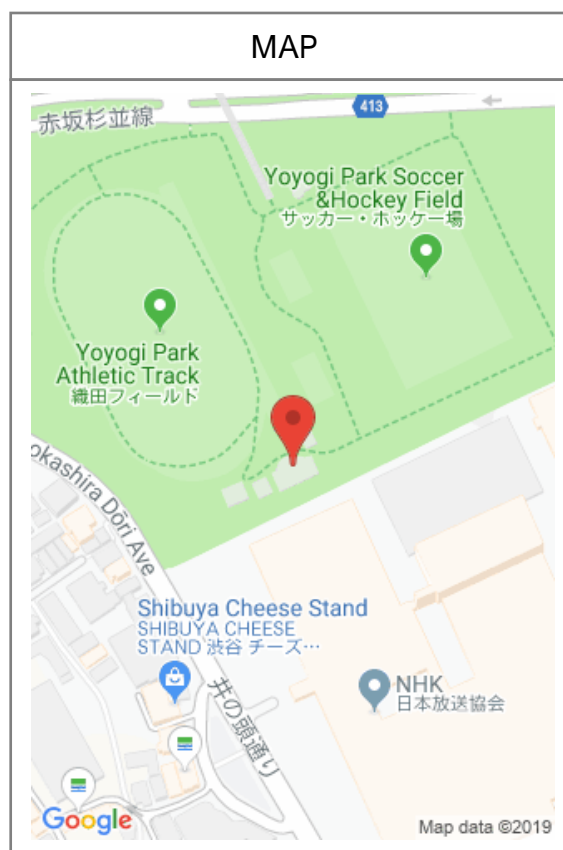 MAP
赤坂杉並線
413
Yoyogi Park Soccer
&Hockey Field
サッカー・ホッケー場
Yoyogi Park
Athletic Track
織田フィールド
okashira Dōri Ave
Shibuya Cheese Stand
SHIBUYA CHEESE
STAND 渋谷 チーズ…
NHK
日本放送協会
井の頭通り
Google
Map data ©2019